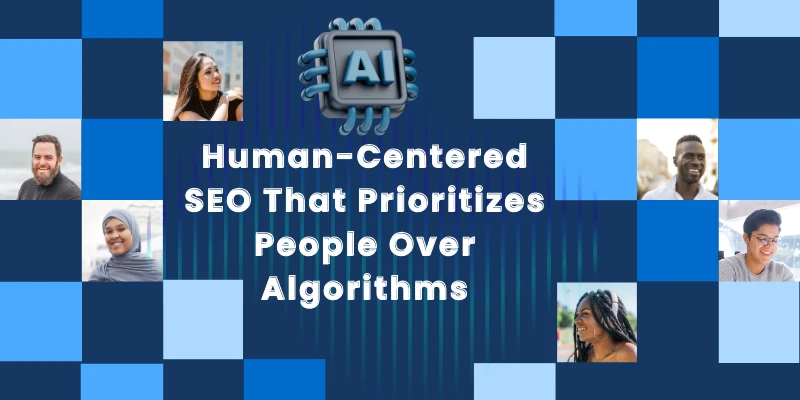 AI
Human-Centered
SEO That Prioritizes
People Over
Algorithms